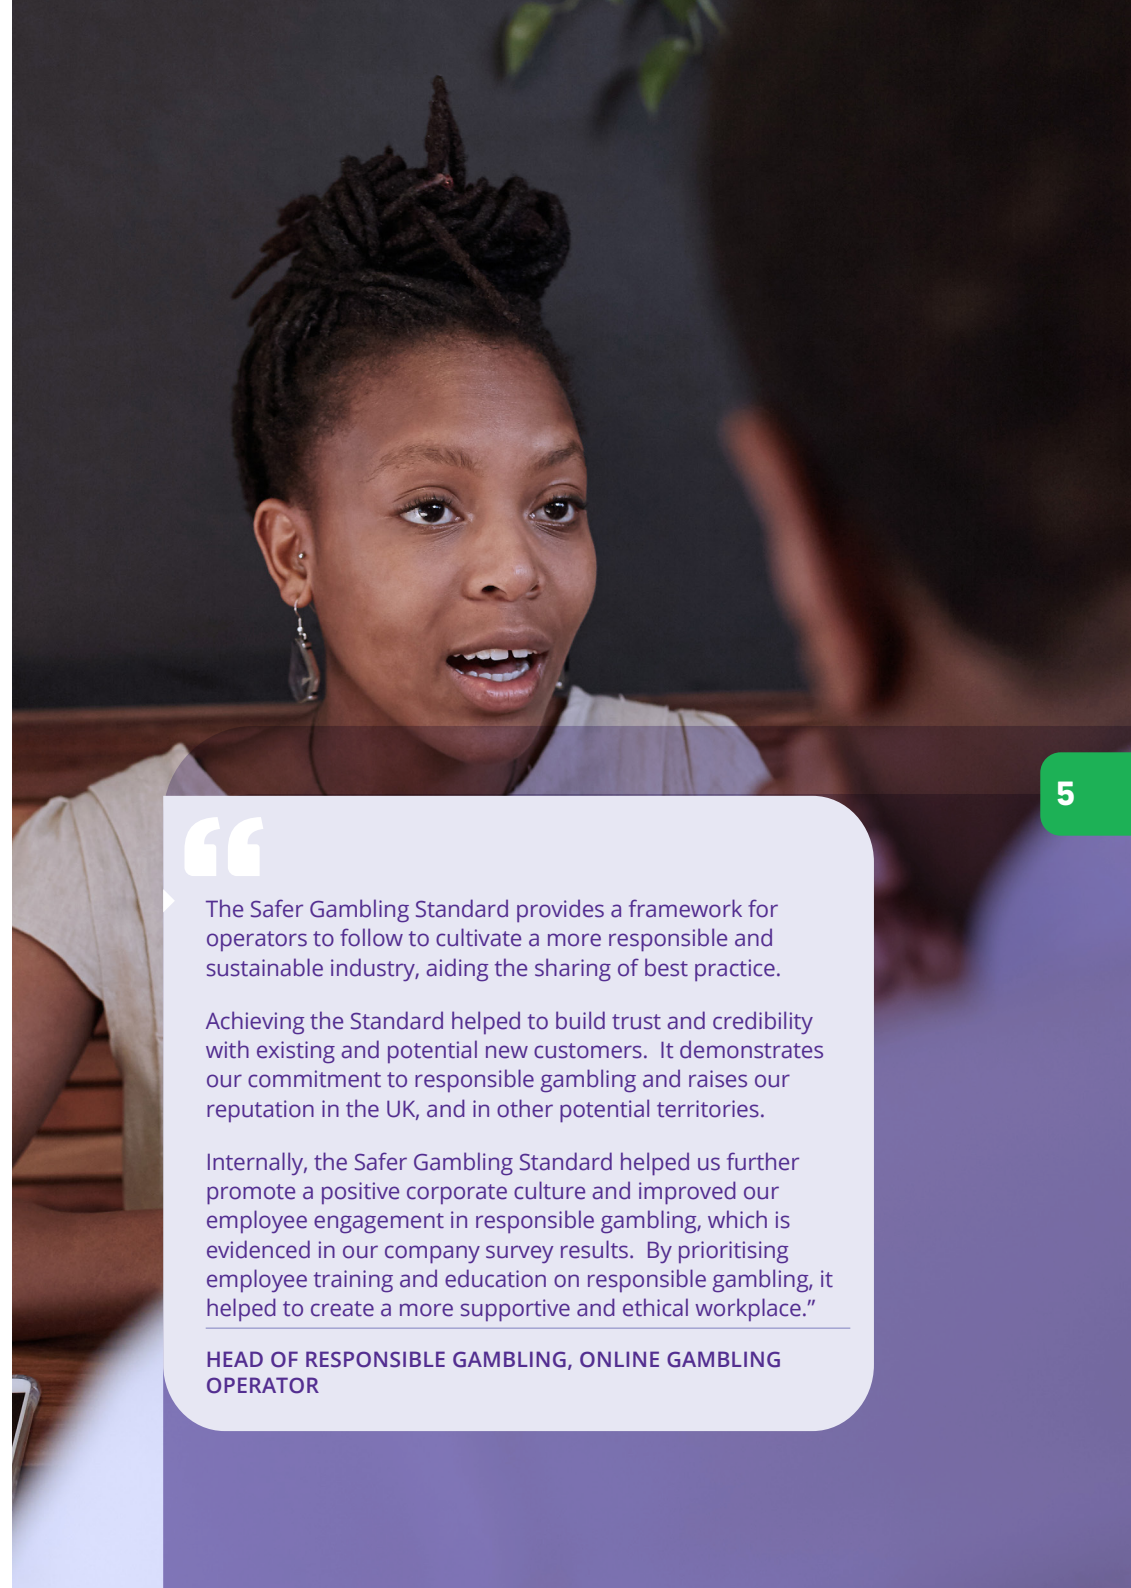 5
“
The Safer Gambling Standard provides a framework for
operators to follow to cultivate a more responsible and
sustainable industry, aiding the sharing of best practice.
Achieving the Standard helped to build trust and credibility
with existing and potential new customers.  It demonstrates
our commitment to responsible gambling and raises our
reputation in the UK, and in other potential territories.
Internally, the Safer Gambling Standard helped us further
promote a positive corporate culture and improved our
employee engagement in responsible gambling, which is
evidenced in our company survey results.  By prioritising
employee training and education on responsible gambling, it
helped to create a more supportive and ethical workplace.”
HEAD OF RESPONSIBLE GAMBLING, ONLINE GAMBLING
OPERATOR